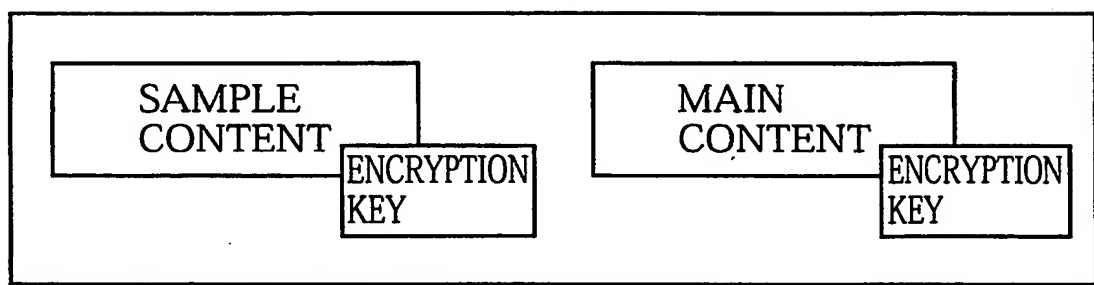 SAMPLE
CONTENT
ENCRYPTION
KEY
MAIN
CONTENT
ENCRYPTION
KEY